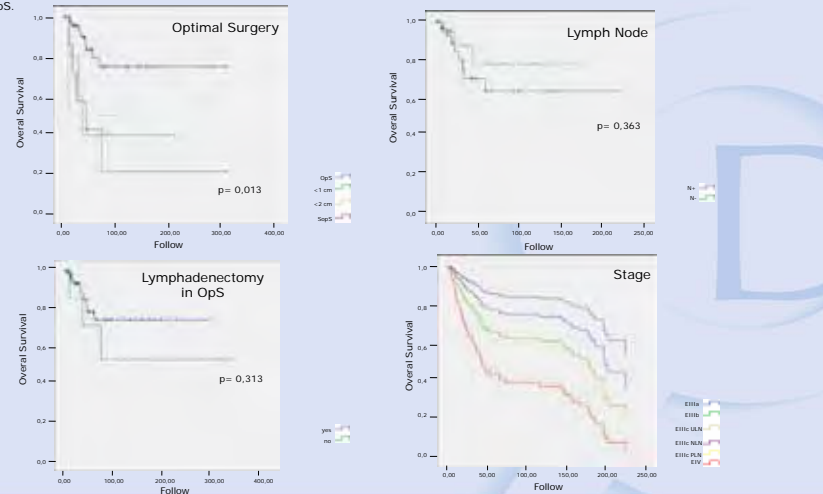 oS.
Optimal Surgery
Overal Survival
1,0
0,8
0,6
0,4
0,2
0,0
p= 0,013
0,00 100,00 200,00 300,00 400,00
Follow
OpS
<1 cm
<2 cm
SopS
Lymph Node
Overal Survival
1,0
0,8
0,6
0,4
0,2
0,0
p= 0,363
0,00 50,00 100,00 150,00 200,00 250,00
Follow
N+
N-
Lymphadenectomy
in OpS
Overal Survival
1,0
0,8
0,6
0,4
0,2
0,0
p= 0,313
0,00 100,00 200,00 300,00 400,00
Follow
yes
no
Stage
Overal Survival
1,0
0,8
0,6
0,4
0,2
0,0
0,00 50,00 100,00 150,00 200,00 250,00
Follow
EIIIa
EIIIb
EIIIc ULN
EIIIc NLN
EIIIc PLN
EIV
D